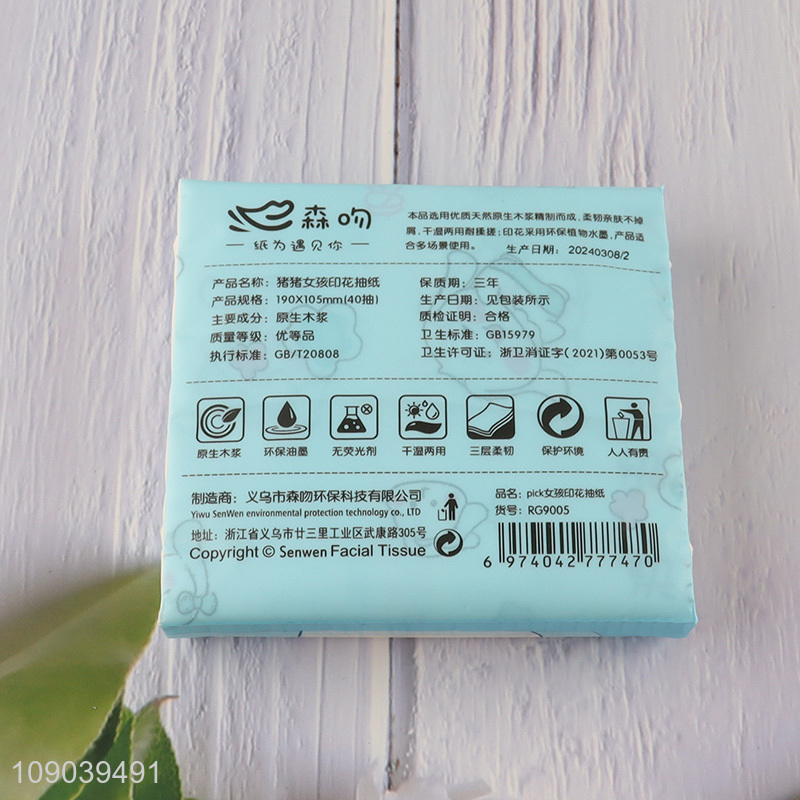 森吻
纸为遇见你
本品选用优质天然原生木浆精制而成，柔韧亲肤不掉
屑，干湿两用耐揉搓；印花采用环保植物水墨，产品适
合多场景使用。
生产日期：20240308/2
产品名称：猪猪女孩印花抽纸
产品规格：190X105mm(40抽)
主要成分：原生木浆
质量等级：优等品
执行标准：GB/T20808
保质期：三年
生产日期：见包装所示
质检证明：合格
卫生标准：GB15979
卫生许可证：浙卫消证字(2021)第0053号
原生木浆
环保油墨
无荧光剂
干湿两用
三层柔韧
保护环境
人人有责
制造商：义乌市森吻环保科技有限公司
Yiwu SenWen environmental protection technology co., LTD
地址：浙江省义乌市廿三里工业区武康路305号
Copyright © Senwen Facial Tissue
品名：pick女孩印花抽纸
货号：RG9005
6 974042 777470
109039491